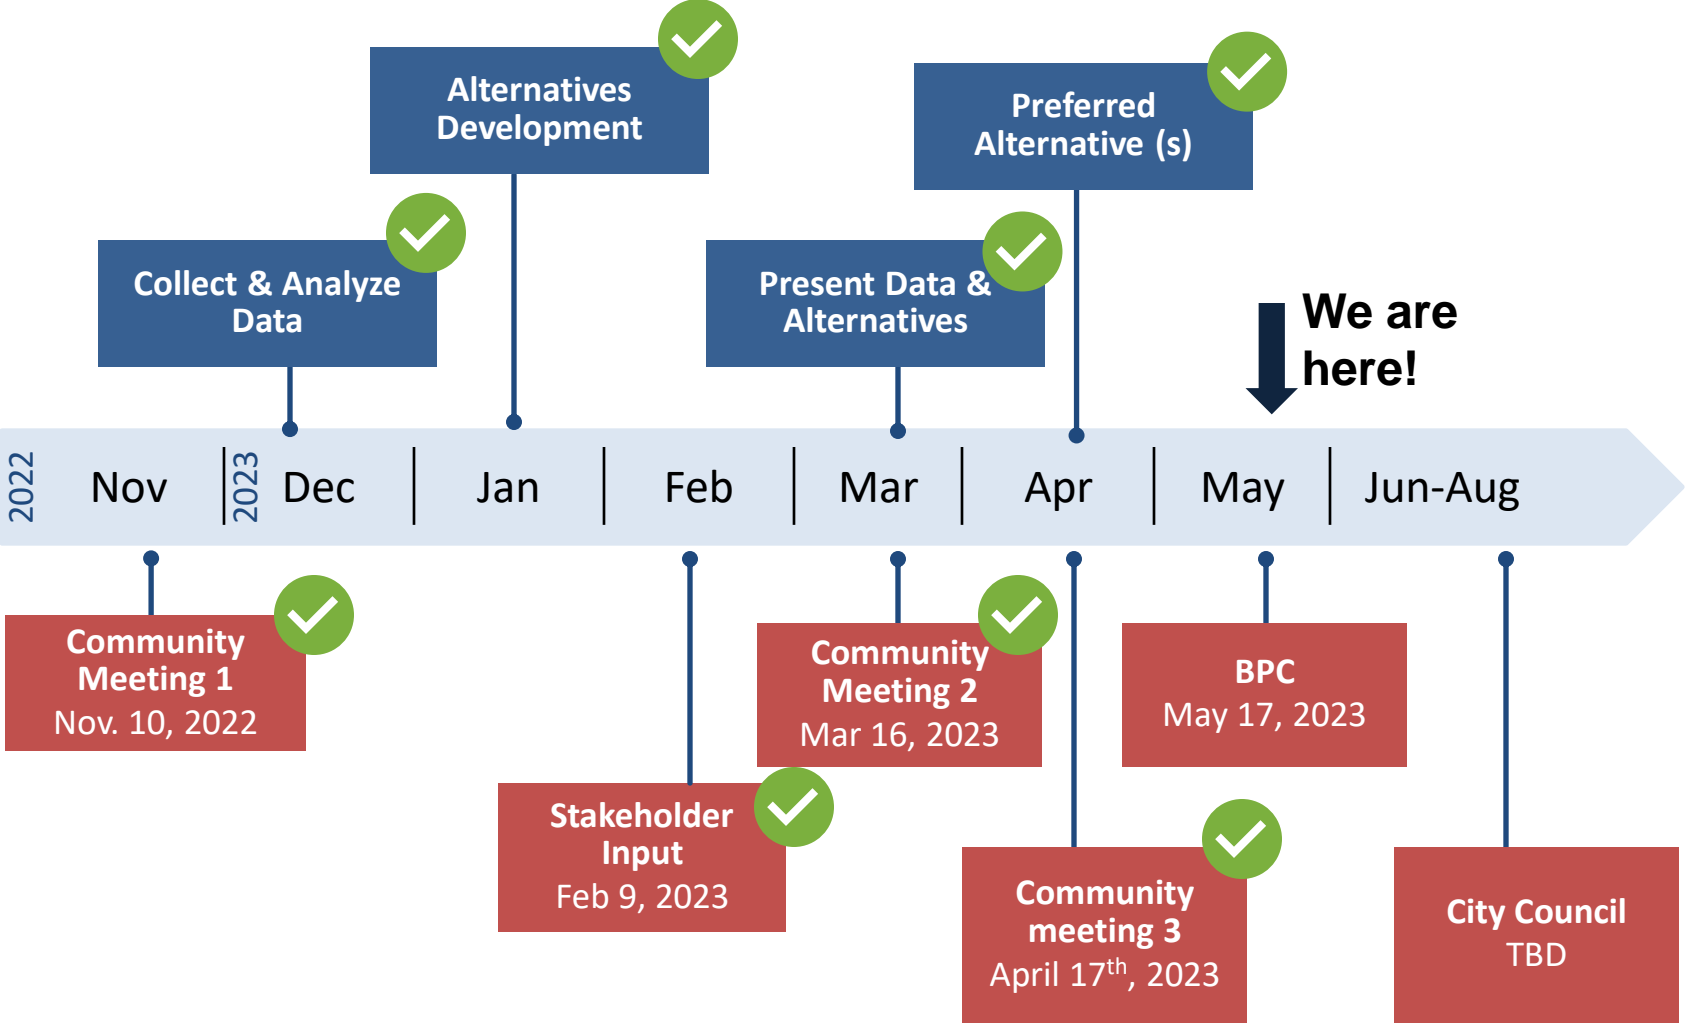 Alternatives
Development
Preferred
Alternative (s)
Collect & Analyze
Data
Present Data &
Alternatives
We are
here!
2022
Nov
2023
Dec
Jan
Feb
Mar
Apr
May
Jun-Aug
Community
Meeting 1
Nov. 10, 2022
Stakeholder
Input
Feb 9, 2023
Community
Meeting 2
Mar 16, 2023
Community
meeting 3
April 17th, 2023
BPC
May 17, 2023
City Council
TBD